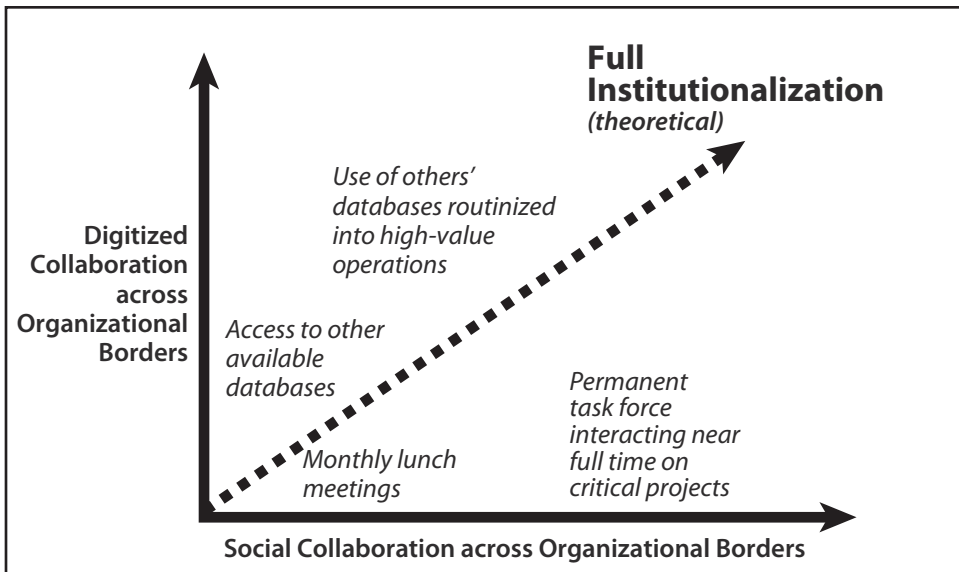 Full
Institutionalization
(theoretical)
Use of others’
databases routinized
into high-value
operations
Digitized
Collaboration
across
Organizational
Borders
Access to other
available
databases
Permanent
task force
interacting near
full time on
critical projects
Monthly lunch
meetings
Social Collaboration across Organizational Borders